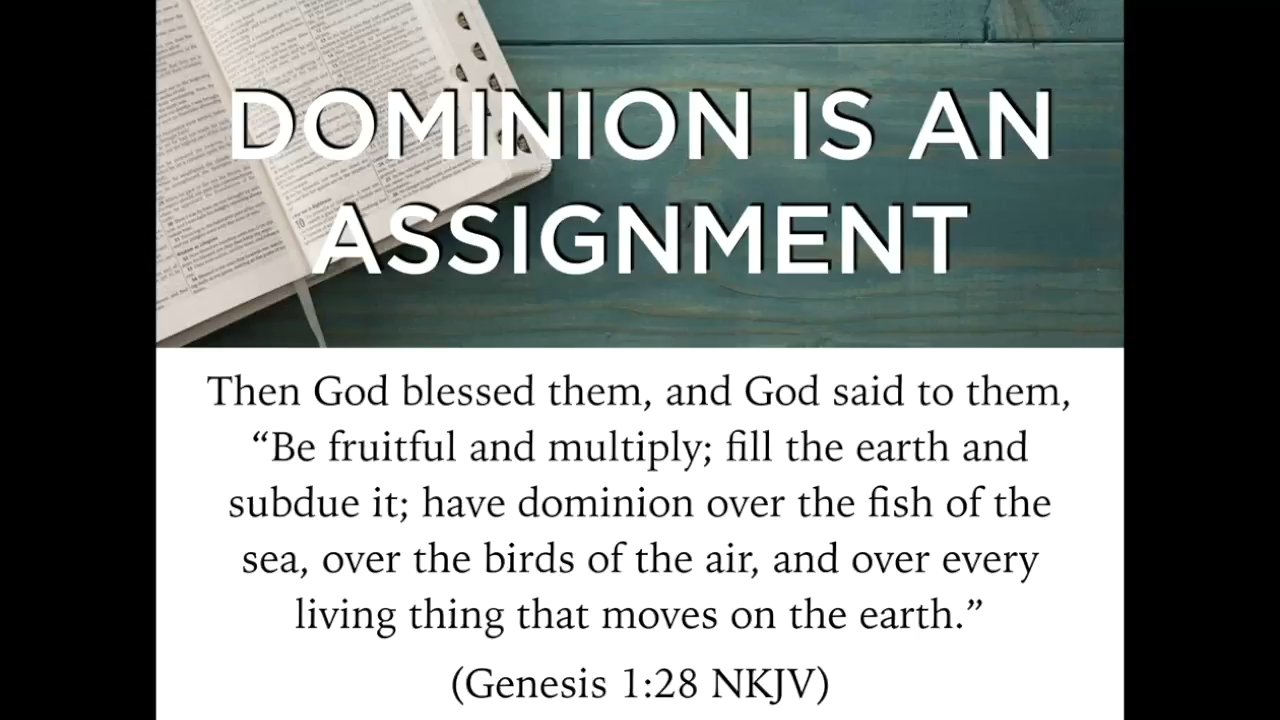 DOMINION IS AN
ASSIGNMENT
Then God blessed them, and God said to them,
“Be fruitful and multiply; fill the earth and
subdue it; have dominion over the fish of the
sea, over the birds of the air, and over every
living thing that moves on the earth.”
(Genesis 1:28 NKJV)